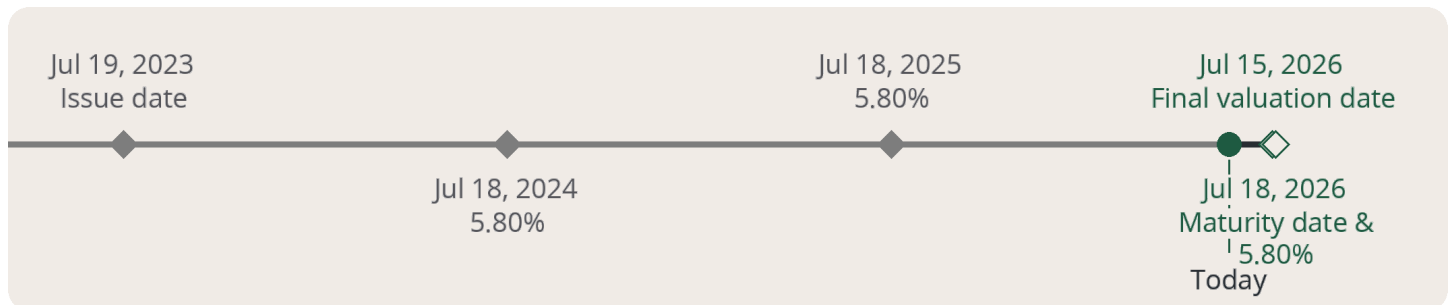 Jul 19, 2023
Issue date
Jul 18, 2024
5.80%
Jul 18, 2025
5.80%
Jul 15, 2026
Final valuation date
Jul 18, 2026
Maturity date &
5.80%
Today